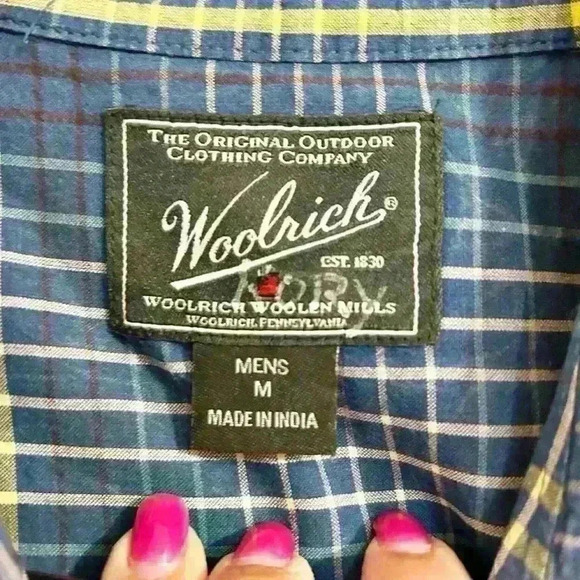 THE ORIGINAL OUTDOOR
CLOTHING COMPANY
Woolrich®
EST. 1830
WOOLRICH WOOLEN MILLS
WOOLRICH, PENNSYLVANIA
MENS
M
MADE IN INDIA